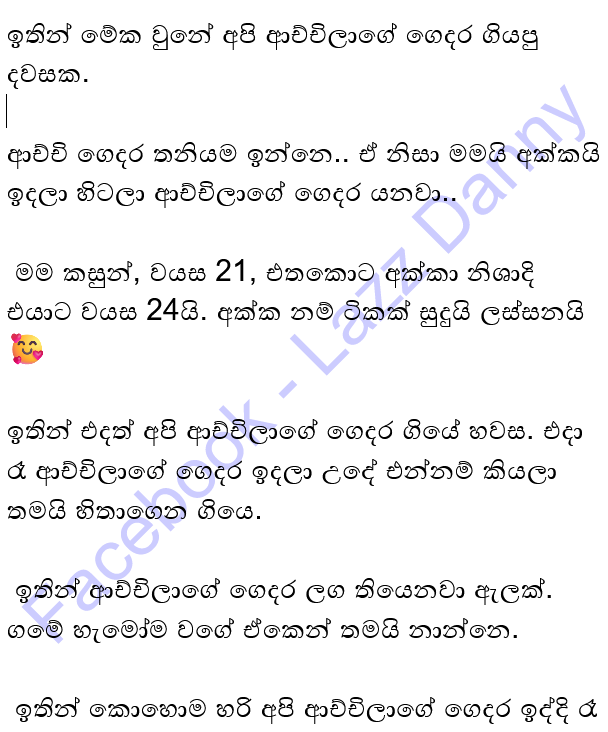 ඉතින් මේක වුනේ අපි ආච්චිලාගේ ගෙදර ගියපු
දවසක.
ආච්චි ගෙදර තනියම ඉන්නෙ.. ඒ නිසා මමයි අක්කයි
ඉදලා හිටලා ආච්චිලාගේ ගෙදර යනවා..
මම කසුන්, වයස 21, එතකොට අක්කා නිශාදි
එයාට වයස 24යි. අක්ක නම් ටිකක් සුදුයි ලස්සනයි
🥰
ඉතින් එදත් අපි ආච්චිලාගේ ගෙදර ගියේ හවස. එදා
රෑ ආච්චිලාගේ ගෙදර ඉදලා උදේ එන්නම් කියලා
තමයි හිතාගෙන ගියෙ.
ඉතින් ආච්චිලාගේ ගෙදර ලග තියෙනවා ඇලක්.
ගමේ හැමෝම වගේ ඒකෙන් තමයි නාන්නෙ.
ඉතින් කොහොම හරි අපි ආච්චිලාගේ ගෙදර ඉද්දි රෑ
Facebook - Lazz Danny